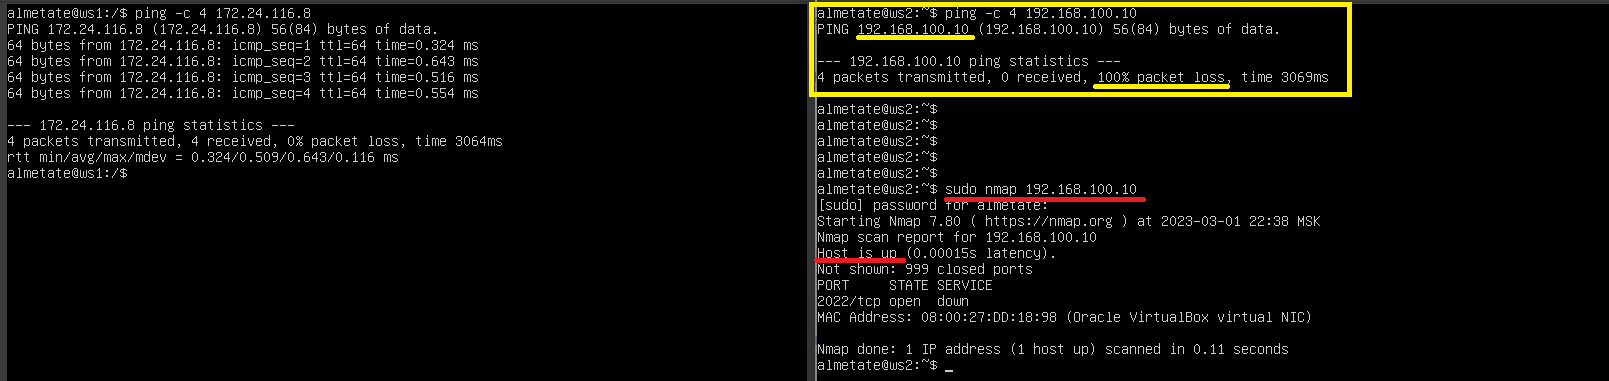 almetate@ws1:/$ ping -c 4 172.24.116.8
PING 172.24.116.8 (172.24.116.8) 56(84) bytes of data.
64 bytes from 172.24.116.8: icmp_seq=1 ttl=64 time=0.324 ms
64 bytes from 172.24.116.8: icmp_seq=2 ttl=64 time=0.643 ms
64 bytes from 172.24.116.8: icmp_seq=3 ttl=64 time=0.516 ms
64 bytes from 172.24.116.8: icmp_seq=4 ttl=64 time=0.554 ms
--- 172.24.116.8 ping statistics ---
4 packets transmitted, 4 received, 0% packet loss, time 3064ms
rtt min/avg/max/mdev = 0.324/0.509/0.643/0.116 ms
almetate@ws1:/$
almetate@ws2:~$ ping -c 4 192.168.100.10
PING 192.168.100.10 (192.168.100.10) 56(84) bytes of data.
--- 192.168.100.10 ping statistics ---
4 packets transmitted, 0 received, 100% packet loss, time 3069ms
almetate@ws2:~$
almetate@ws2:~$
almetate@ws2:~$
almetate@ws2:~$
almetate@ws2:~$
almetate@ws2:~$ sudo nmap 192.168.100.10
[sudo] password for almetate:
Starting Nmap 7.80 ( https://nmap.org ) at 2023-03-01 22:38 MSK
Nmap scan report for 192.168.100.10
Host is up (0.00015s latency).
Not shown: 999 closed ports
PORT     STATE SERVICE
2022/tcp open  down
MAC Address: 08:00:27:DD:18:98 (Oracle VirtualBox virtual NIC)
Nmap done: 1 IP address (1 host up) scanned in 0.11 seconds
almetate@ws2:~$ _